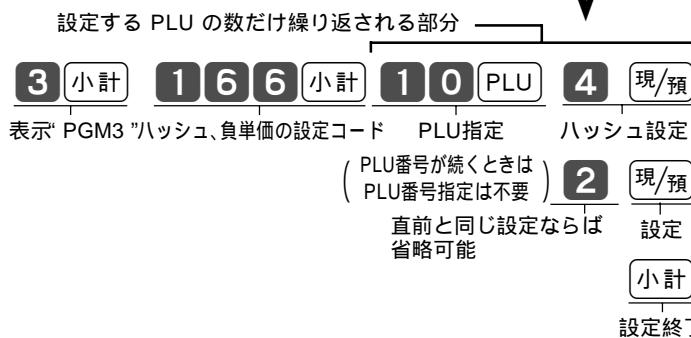 設定する PLU の数だけ繰り返される部分
3 小計 1 6 6 小計 1 0 PLU 4 現/預
表示“ PGM3 ”ハッシュ、負単価の設定コード PLU指定 ハッシュ設定
( PLU番号が続くときは PLU番号指定は不要 ) 2 現/預
直前と同じ設定ならば 設定
省略可能
小計
設定終了